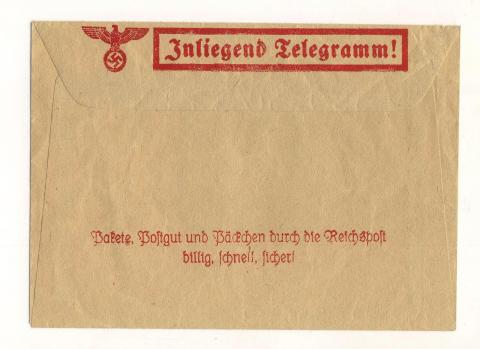 Inliegend Telegramm!
Pakete, Postgut und Päckchen durch die Reichspost
billig, schnell, sicher!